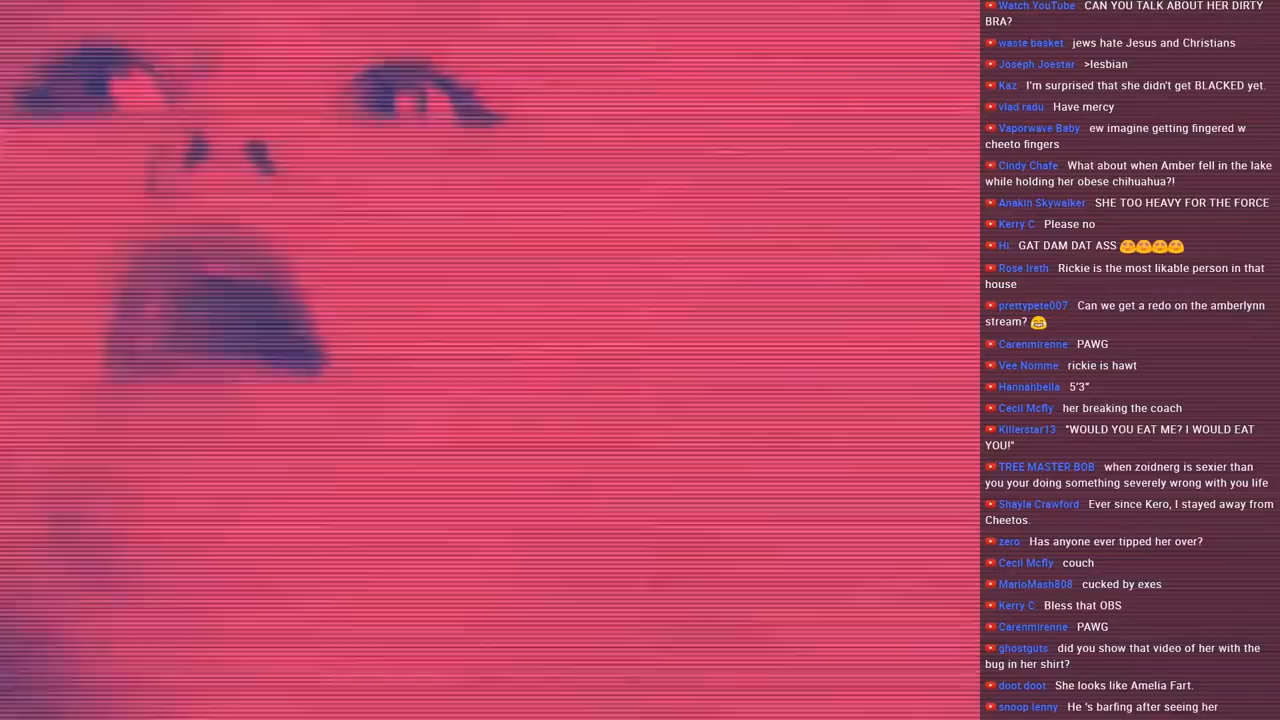 Watch YouTube CAN YOU TALK ABOUT HER DIRTY
BRA?
waste basket jews hate Jesus and Christians
Joseph Joestar >lesbian
Kaz I'm surprised that she didn't get BLACKED yet.
vlad radu Have mercy
Vaporwave Baby ew imagine getting fingered w
cheeto fingers
Cindy Chafe What about when Amber fell in the lake
while holding her obese chihuahua?!
Anakin Skywalker SHE TOO HEAVY FOR THE FORCE
Kerry C Please no
Hi GAT DAM DAT ASS 😊😊😊😊
Rose Ireth Rickie is the most likable person in that
house
prettypete007 Can we get a redo on the amberlynn
stream? 😂
Carenmirenne PAWG
Vee Nomme rickie is hawt
Hannahbella 5'3"
Cecil Mcfly her breaking the coach
Killerstar13 "WOULD YOU EAT ME? I WOULD EAT
YOU!"
TREE MASTER BOB when zoidnerg is sexier than
you your doing something severely wrong with you life
Shayla Crawford Ever since Kero, I stayed away from
Cheetos.
zero Has anyone ever tipped her over?
Cecil Mcfly couch
MarioMash808 cucked by exes
Kerry C Bless that OBS
Carenmirenne PAWG
ghostguts did you show that video of her with the
bug in her shirt?
doot doot She looks like Amelia Fart.
snoop lenny He 's barfing after seeing her